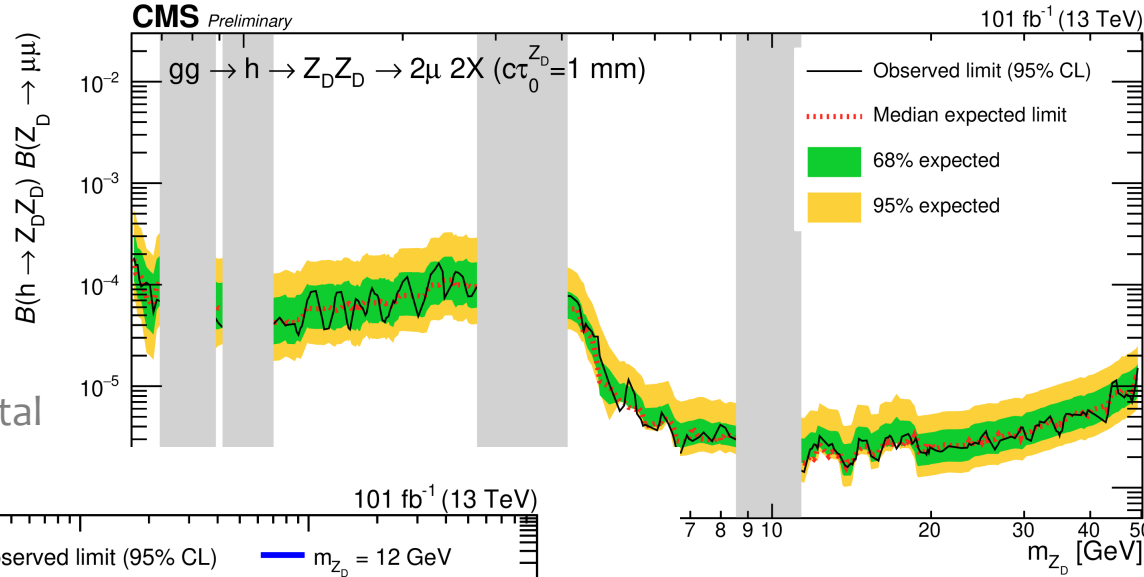 CMS Preliminary 101 fb⁻¹ (13 TeV)
B(h → Z_D Z_D) B(Z_D → μμ)
gg → h → Z_D Z_D → 2μ 2X (cτ₀^{Z_D}=1 mm)
Observed limit (95% CL)
Median expected limit
68% expected
95% expected
10⁻²
10⁻³
10⁻⁴
10⁻⁵
7 8 9 10 20 30 40 50
m_{Z_D} [GeV]
tal
101 fb⁻¹ (13 TeV)
served limit (95% CL) m_{Z_D} = 12 GeV